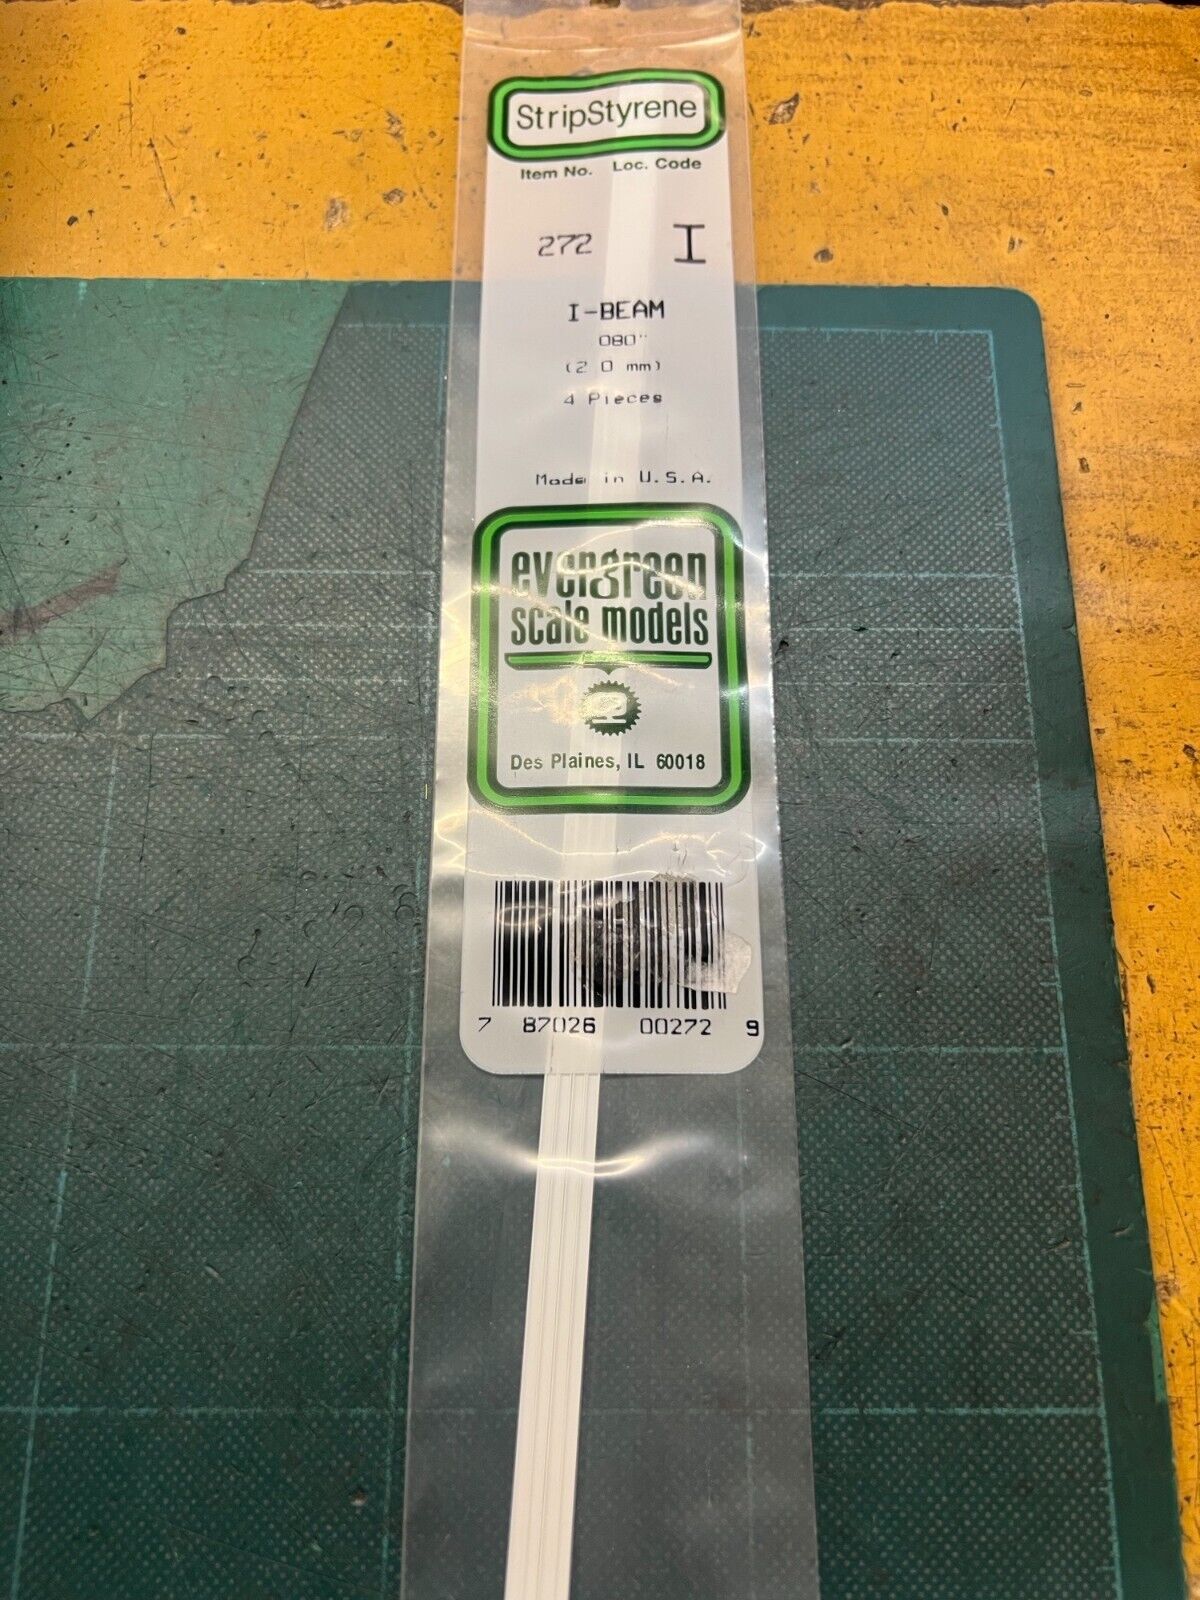 StripStyrene
Item No. Loc. Code
272 I
I-BEAM
.080"
(2.0 mm)
4 Pieces
Made in U.S.A.
evergreen
scale models
Des Plaines, IL 60018
7 87026 00272 9